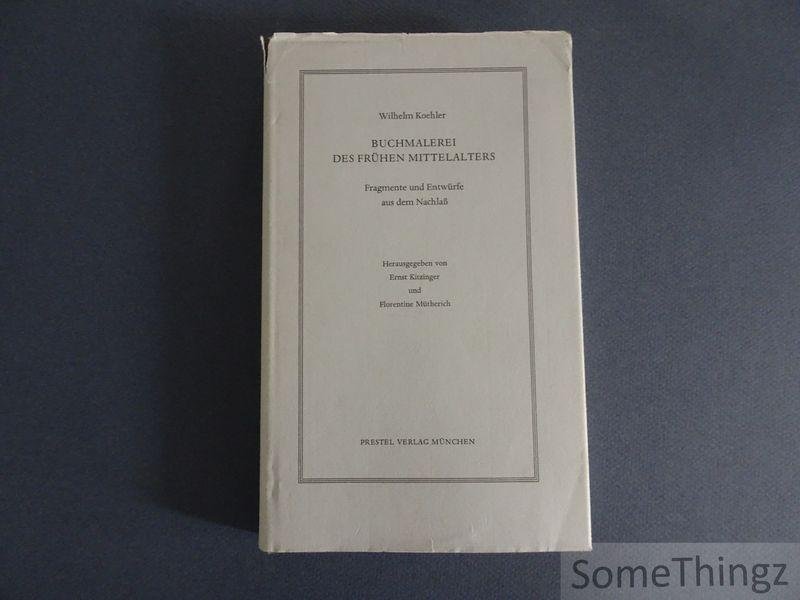 Wilhelm Koehler
BUCHMALEREI
DES FRÜHEN MITTELALTERS
Fragmente und Entwürfe
aus dem Nachlaß
Herausgegeben von
Ernst Kitzinger
und
Florentine Mütherich
PRESTEL VERLAG MÜNCHEN
SomeThingz